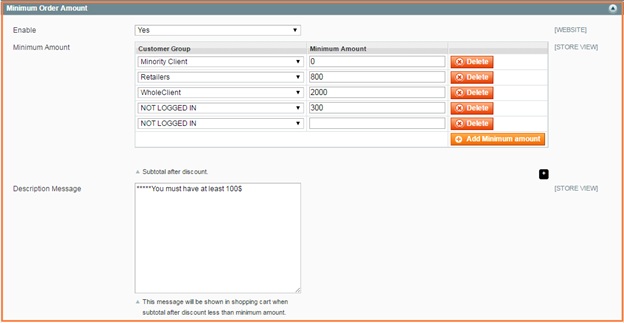 Minimum Order Amount
Enable Yes [WEBSITE]
Minimum Amount Customer Group Minimum Amount [STORE VIEW]
Minority Client 0 Delete
Retailers 800 Delete
WholeClient 2000 Delete
NOT LOGGED IN 300 Delete
NOT LOGGED IN Delete
Add Minimum amount
Subtotal after discount.
Description Message *****You must have at least 100$ [STORE VIEW]
This message will be shown in shopping cart when
subtotal after discount less than minimum amount.